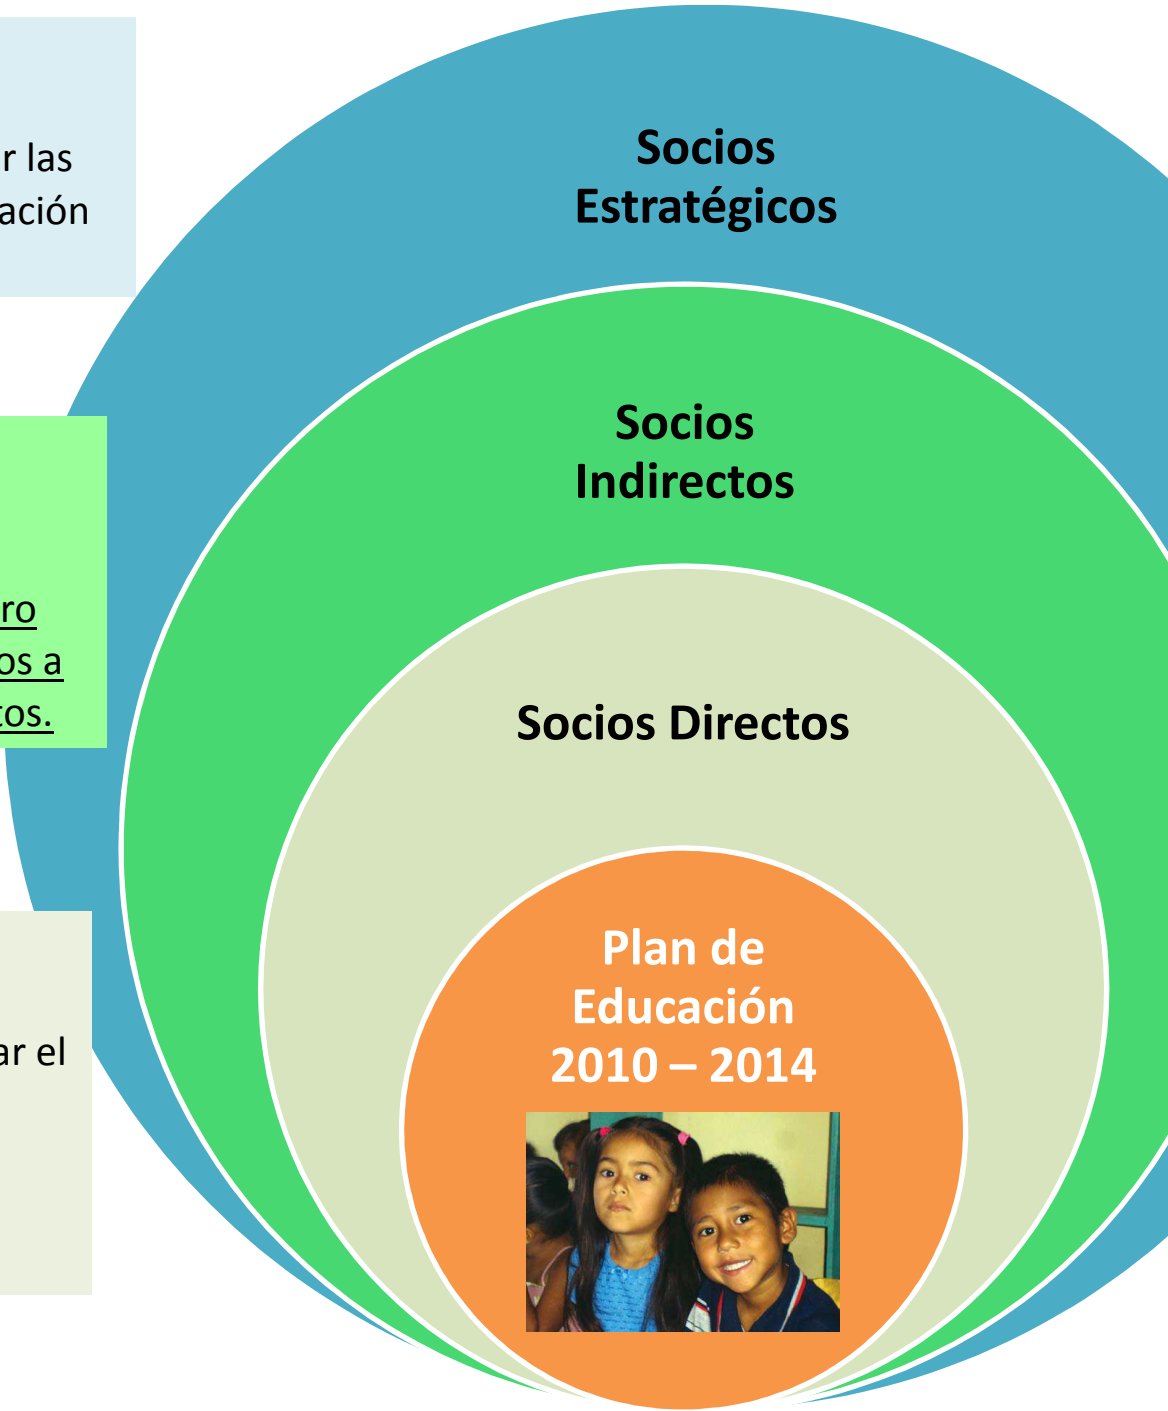 r las
ación
Socios
Estratégicos
Socios
Indirectos
ro
os a
tos.
Socios Directos
ar el
Plan de
Educación
2010 – 2014